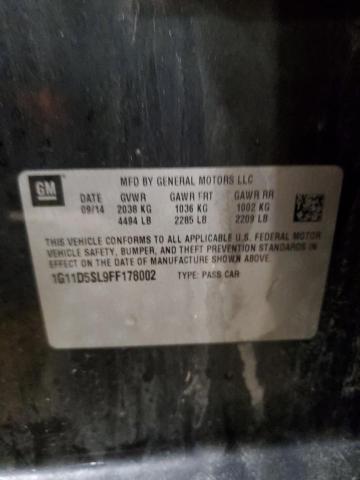 GM
MFD BY GENERAL MOTORS LLC
DATE GVWR GAWR FRT GAWR RR
09/14 2038 KG 1036 KG 1002 KG
4494 LB 2285 LB 2209 LB
THIS VEHICLE CONFORMS TO ALL APPLICABLE U.S. FEDERAL MOTOR
VEHICLE SAFETY, BUMPER, AND THEFT PREVENTION STANDARDS IN
EFFECT ON THE DATE OF MANUFACTURE SHOWN ABOVE.
1G11D5SL9FF178002 TYPE: PASS CAR